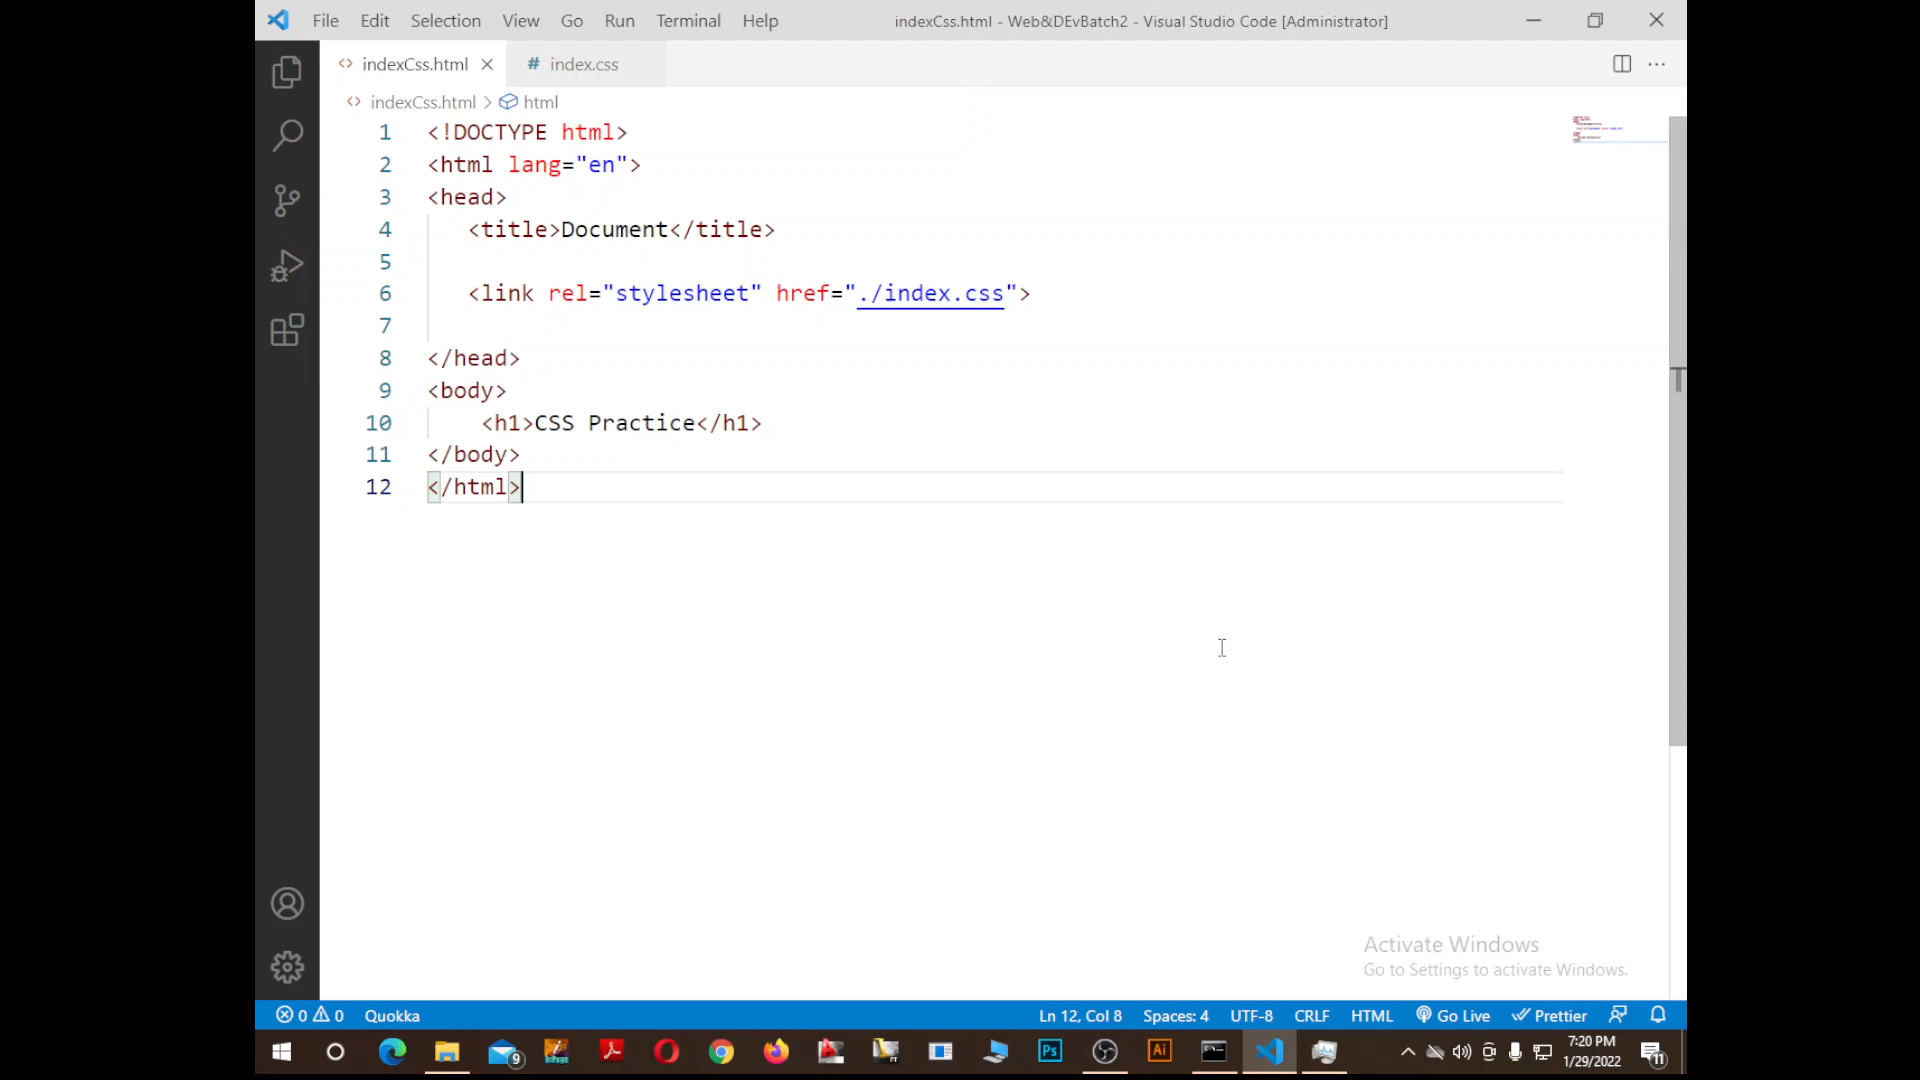 File Edit Selection View Go Run Terminal Help indexCss.html - Web&DEvBatch2 - Visual Studio Code [Administrator]
<> indexCss.html × # index.css
<> indexCss.html > html
1 <!DOCTYPE html>
2 <html lang="en">
3 <head>
4 <title>Document</title>
5
6 <link rel="stylesheet" href="./index.css">
7
8 </head>
9 <body>
10 <h1>CSS Practice</h1>
11 </body>
12 </html>
Activate Windows
Go to Settings to activate Windows.
0 0 Quokka Ln 12, Col 8 Spaces: 4 UTF-8 CRLF HTML Go Live Prettier
9 Ps Ai 7:20 PM
1/29/2022 11